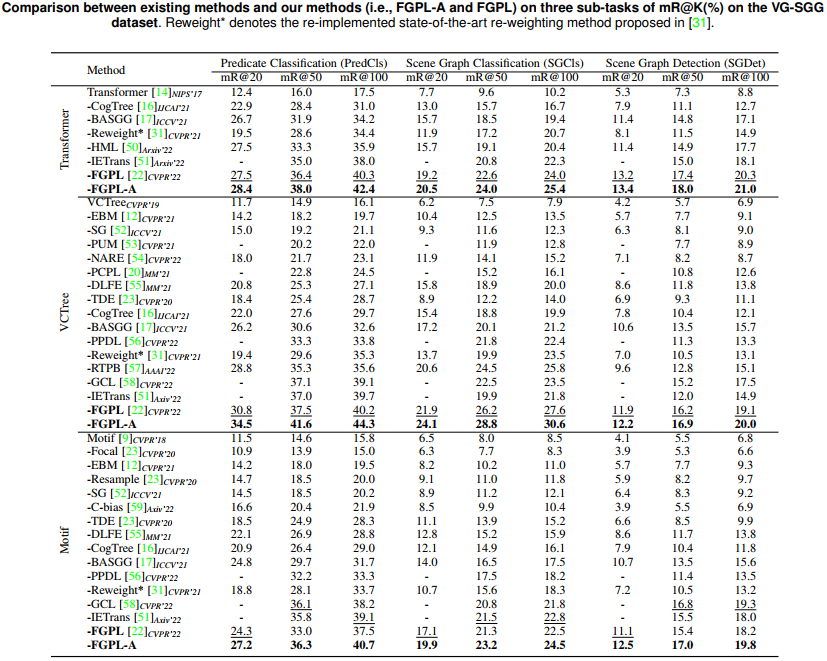 Comparison between existing methods and our methods (i.e., FGPL-A and FGPL) on three sub-tasks of mR@K(%) on the VG-SGG
dataset. Reweight* denotes the re-implemented state-of-the-art re-weighting method proposed in [31].
Method Predicate Classification (PredCls) Scene Graph Classification (SGCls) Scene Graph Detection (SGDet)
mR@20 mR@50 mR@100 mR@20 mR@50 mR@100 mR@20 mR@50 mR@100
Transformer
Transformer [14]NIPS'17 12.4 16.0 17.5 7.7 9.6 10.2 5.3 7.3 8.8
-CogTree [16]IJCAI'21 22.9 28.4 31.0 13.0 15.7 16.7 7.9 11.1 12.7
-BASGG [17]ICCV'21 26.7 31.9 34.2 15.7 18.5 19.4 11.4 14.8 17.1
-Reweight* [31]CVPR'21 19.5 28.6 34.4 11.9 17.2 20.7 8.1 11.5 14.9
-HML [50]Arxiv'22 27.5 33.3 35.9 15.7 19.1 20.4 11.4 14.9 17.7
-IETrans [51]Arxiv'22 - 35.0 38.0 - 20.8 22.3 - 15.0 18.1
-FGPL [22]CVPR'22 27.5 36.4 40.3 19.2 22.6 24.0 13.2 17.4 20.3
-FGPL-A 28.4 38.0 42.4 20.5 24.0 25.4 13.4 18.0 21.0
VCTree
VCTreeCVPR'19 11.7 14.9 16.1 6.2 7.5 7.9 4.2 5.7 6.9
-EBM [12]CVPR'21 14.2 18.2 19.7 10.4 12.5 13.5 5.7 7.7 9.1
-SG [52]ICCV'21 15.0 19.2 21.1 9.3 11.6 12.3 6.3 8.1 9.0
-PUM [53]CVPR'21 - 20.2 22.0 - 11.9 12.8 - 7.7 8.9
-NARE [54]CVPR'22 18.0 21.7 23.1 11.9 14.1 15.2 7.1 8.2 8.7
-PCPL [20]MM'21 - 22.8 24.5 - 15.2 16.1 - 10.8 12.6
-DLFE [55]MM'21 20.8 25.3 27.1 15.8 18.9 20.0 8.6 11.8 13.8
-TDE [23]CVPR'20 18.4 25.4 28.7 8.9 12.2 14.0 6.9 9.3 11.1
-CogTree [16]IJCAI'21 22.0 27.6 29.7 15.4 18.8 19.9 7.8 10.4 12.1
-BASGG [17]ICCV'21 26.2 30.6 32.6 17.2 20.1 21.2 10.6 13.5 15.7
-PPDL [56]CVPR'22 - 33.3 33.8 - 21.8 22.4 - 11.3 13.3
-Reweight* [31]CVPR'21 19.4 29.6 35.3 13.7 19.9 23.5 7.0 10.5 13.1
-RTPB [57]AAAI'22 28.8 35.3 35.6 20.6 24.5 25.8 9.6 12.8 15.1
-GCL [58]CVPR'22 - 37.1 39.1 - 22.5 23.5 - 15.2 17.5
-IETrans [51]Axiv'22 - 37.0 39.7 - 19.9 21.8 - 12.0 14.9
-FGPL [22]CVPR'22 30.8 37.5 40.2 21.9 26.2 27.6 11.9 16.2 19.1
-FGPL-A 34.5 41.6 44.3 24.1 28.8 30.6 12.2 16.9 20.0
Motif
Motif [9]CVPR'18 11.5 14.6 15.8 6.5 8.0 8.5 4.1 5.5 6.8
-Focal [23]CVPR'20 10.9 13.9 15.0 6.3 7.7 8.3 3.9 5.3 6.6
-EBM [12]CVPR'21 14.2 18.0 19.5 8.2 10.2 11.0 5.7 7.7 9.3
-Resample [23]CVPR'20 14.7 18.5 20.0 9.1 11.0 11.8 5.9 8.2 9.7
-SG [52]ICCV'21 14.5 18.5 20.2 8.9 11.2 12.1 6.4 8.3 9.2
-C-bias [59]Axiv'22 16.6 20.4 21.9 8.5 9.9 10.4 3.9 5.5 6.9
-TDE [23]CVPR'20 18.5 24.9 28.3 11.1 13.9 15.2 6.6 8.5 9.9
-DLFE [55]MM'21 22.1 26.9 28.8 12.8 15.2 15.9 8.6 11.7 13.8
-CogTree [16]IJCAI'21 20.9 26.4 29.0 12.1 14.9 16.1 7.9 10.4 11.8
-BASGG [17]ICCV'21 24.8 29.7 31.7 14.0 16.5 17.5 10.7 13.5 15.6
-PPDL [56]CVPR'22 - 32.2 33.3 - 17.5 18.2 - 11.4 13.5
-Reweight* [31]CVPR'21 18.8 28.1 33.7 10.7 15.6 18.3 7.2 10.5 13.2
-GCL [58]CVPR'22 - 36.1 38.2 - 20.8 21.8 - 16.8 19.3
-IETrans [51]Axiv'22 - 35.8 39.1 - 21.5 22.8 - 15.5 18.0
-FGPL [22]CVPR'22 24.3 33.0 37.5 17.1 21.3 22.5 11.1 15.4 18.2
-FGPL-A 27.2 36.3 40.7 19.9 23.2 24.5 12.5 17.0 19.8